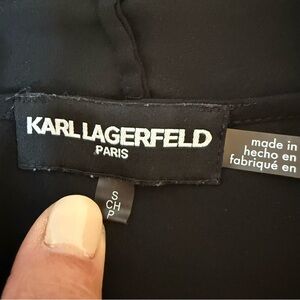 KARL LAGERFELD
PARIS
S
CH
P
made in
hecho en
fabriqué en